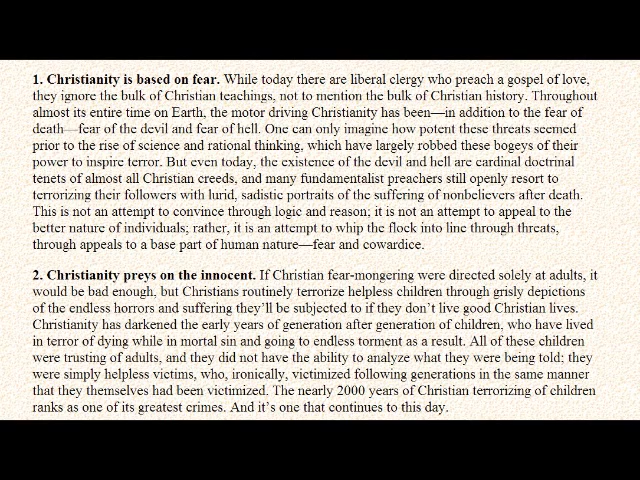 1. Christianity is based on fear. While today there are liberal clergy who preach a gospel of love,
they ignore the bulk of Christian teachings, not to mention the bulk of Christian history. Throughout
almost its entire time on Earth, the motor driving Christianity has been—in addition to the fear of
death—fear of the devil and fear of hell. One can only imagine how potent these threats seemed
prior to the rise of science and rational thinking, which have largely robbed these bogeys of their
power to inspire terror. But even today, the existence of the devil and hell are cardinal doctrinal
tenets of almost all Christian creeds, and many fundamentalist preachers still openly resort to
terrorizing their followers with lurid, sadistic portraits of the suffering of nonbelievers after death.
This is not an attempt to convince through logic and reason; it is not an attempt to appeal to the
better nature of individuals; rather, it is an attempt to whip the flock into line through threats,
through appeals to a base part of human nature—fear and cowardice.
2. Christianity preys on the innocent. If Christian fear-mongering were directed solely at adults, it
would be bad enough, but Christians routinely terrorize helpless children through grisly depictions
of the endless horrors and suffering they'll be subjected to if they don't live good Christian lives.
Christianity has darkened the early years of generation after generation of children, who have lived
in terror of dying while in mortal sin and going to endless torment as a result. All of these children
were trusting of adults, and they did not have the ability to analyze what they were being told; they
were simply helpless victims, who, ironically, victimized following generations in the same manner
that they themselves had been victimized. The nearly 2000 years of Christian terrorizing of children
ranks as one of its greatest crimes. And it's one that continues to this day.